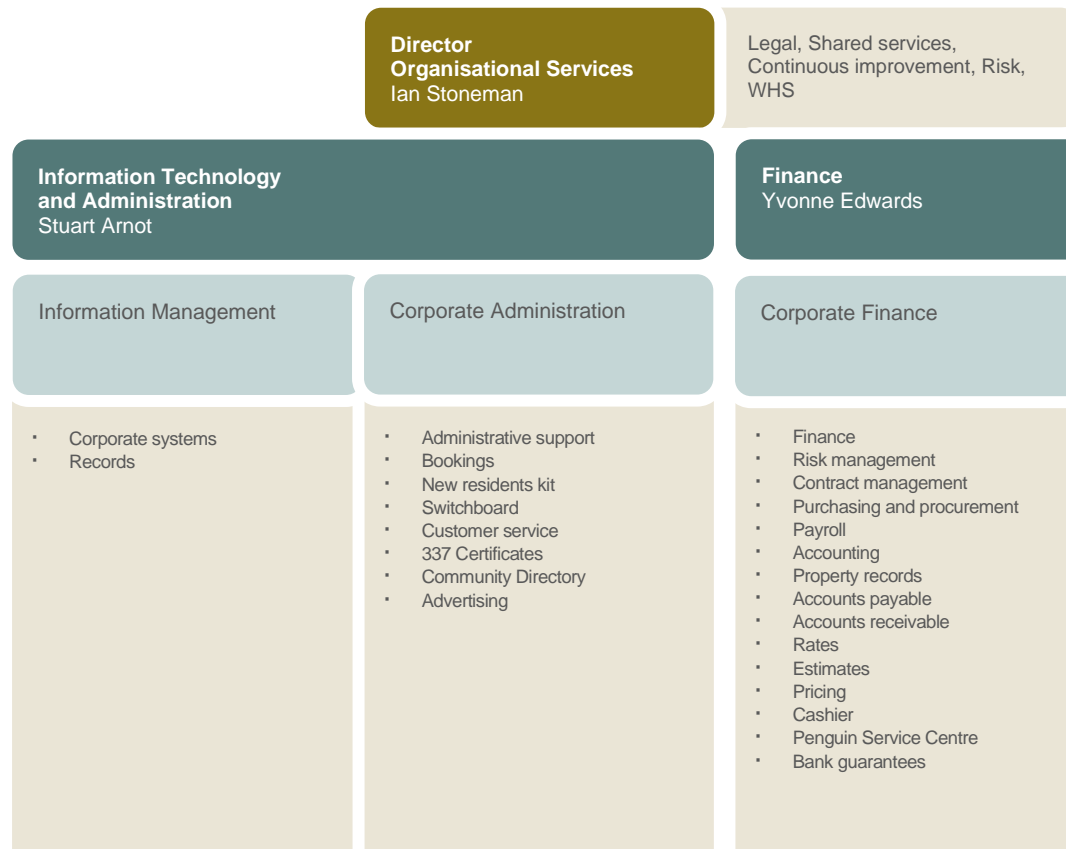 Director
Organisational Services
Ian Stoneman
Legal, Shared services,
Continuous improvement, Risk,
WHS
Information Technology
and Administration
Stuart Arnot
Finance
Yvonne Edwards
Information Management
Corporate Administration
Corporate Finance
▪ Corporate systems
▪ Records
▪ Administrative support
▪ Bookings
▪ New residents kit
▪ Switchboard
▪ Customer service
▪ 337 Certificates
▪ Community Directory
▪ Advertising
▪ Finance
▪ Risk management
▪ Contract management
▪ Purchasing and procurement
▪ Payroll
▪ Accounting
▪ Property records
▪ Accounts payable
▪ Accounts receivable
▪ Rates
▪ Estimates
▪ Pricing
▪ Cashier
▪ Penguin Service Centre
▪ Bank guarantees